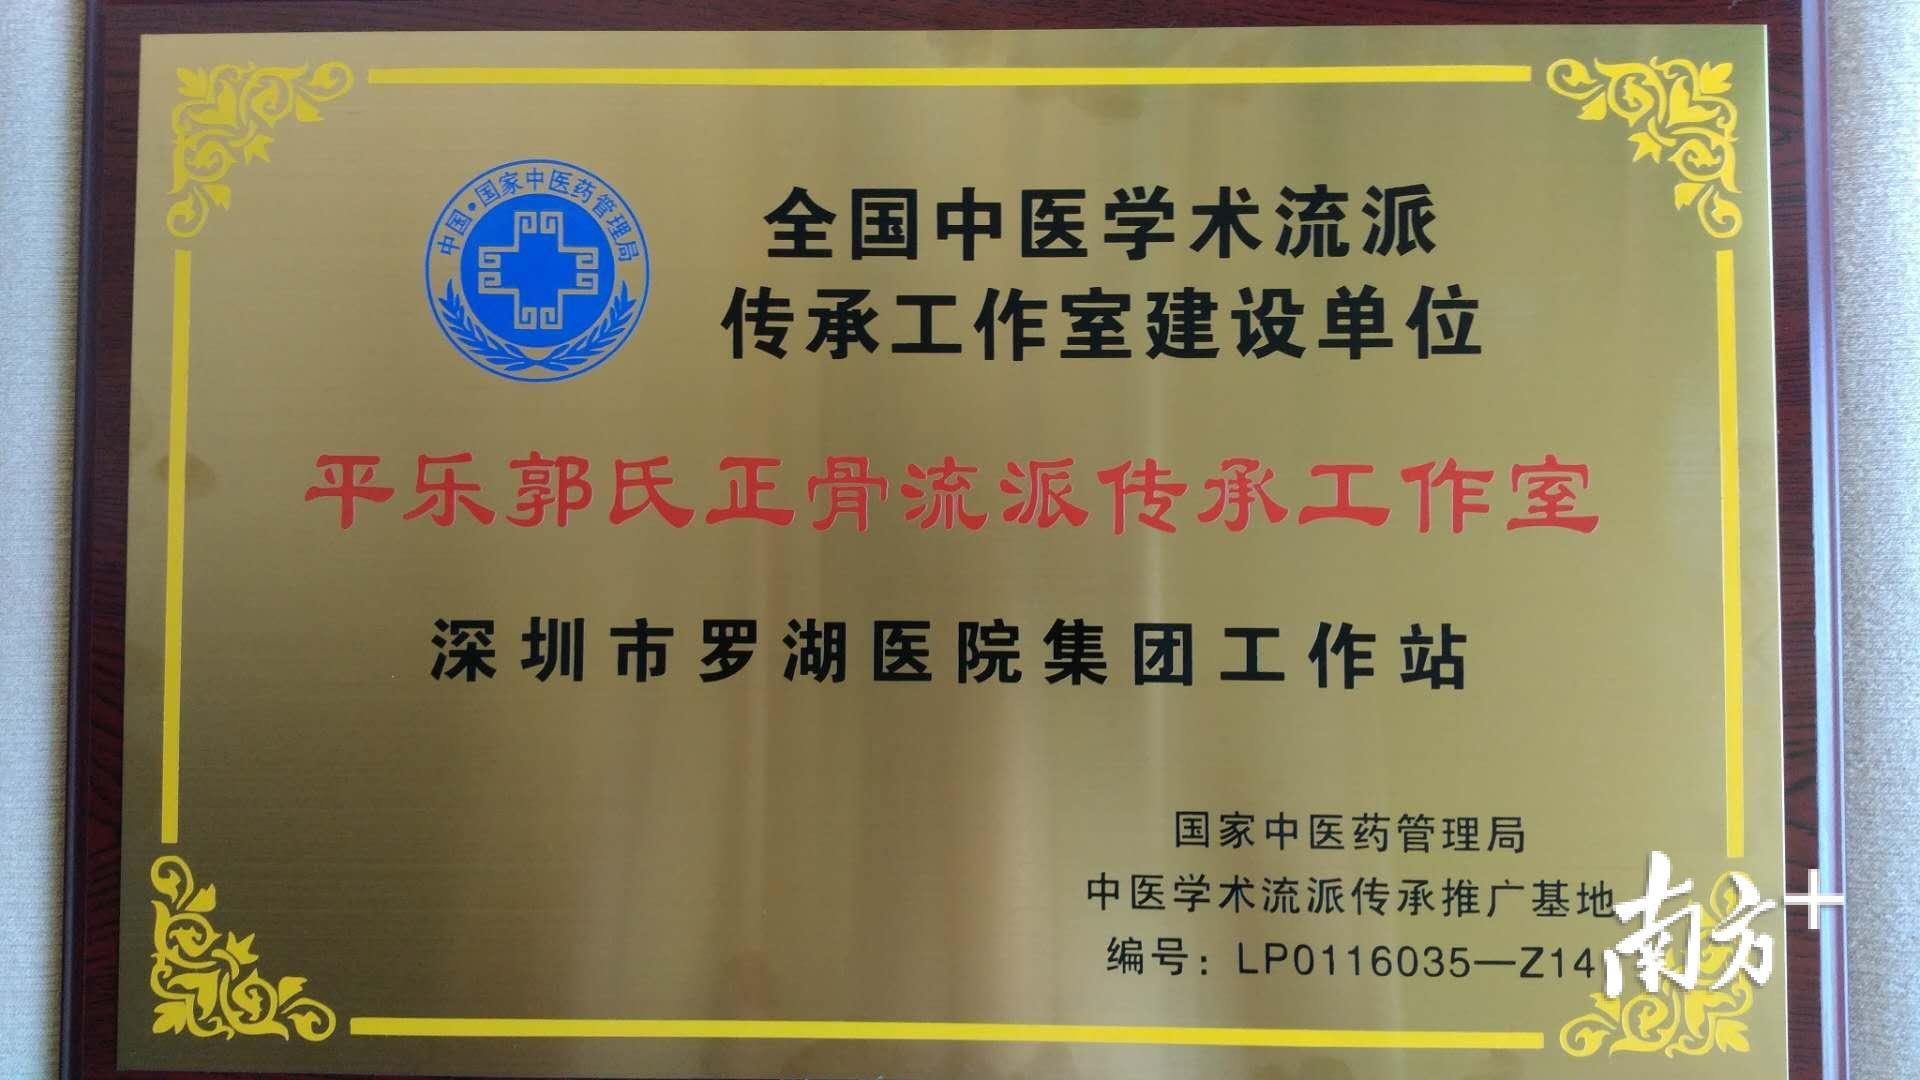 中国·国家中医药管理局
全国中医学术流派
传承工作室建设单位
平乐郭氏正骨流派传承工作室
深圳市罗湖医院集团工作站
国家中医药管理局
中医学术流派传承推广基地
编号：LP0116035—Z14
南方+